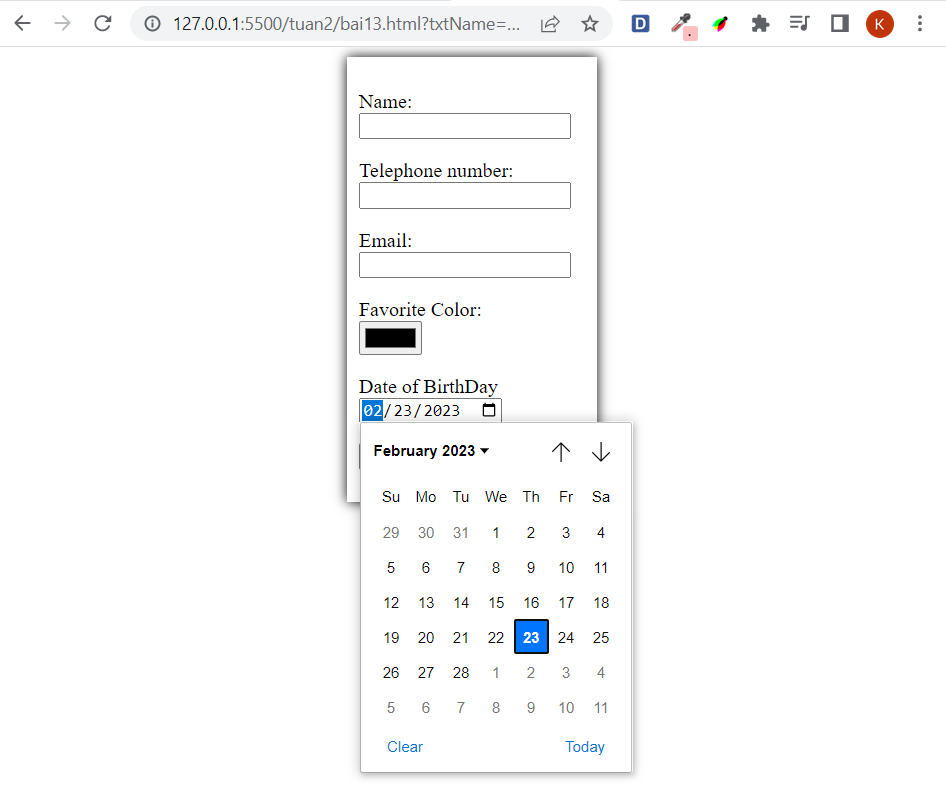 127.0.0.1:5500/tuan2/bai13.html?txtName=...
D
.
K
Name:
Telephone number:
Email:
Favorite Color:
Date of BirthDay
02/23/2023
February 2023
Su Mo Tu We Th Fr Sa
29 30 31 1 2 3 4
5 6 7 8 9 10 11
12 13 14 15 16 17 18
19 20 21 22 23 24 25
26 27 28 1 2 3 4
5 6 7 8 9 10 11
Clear Today